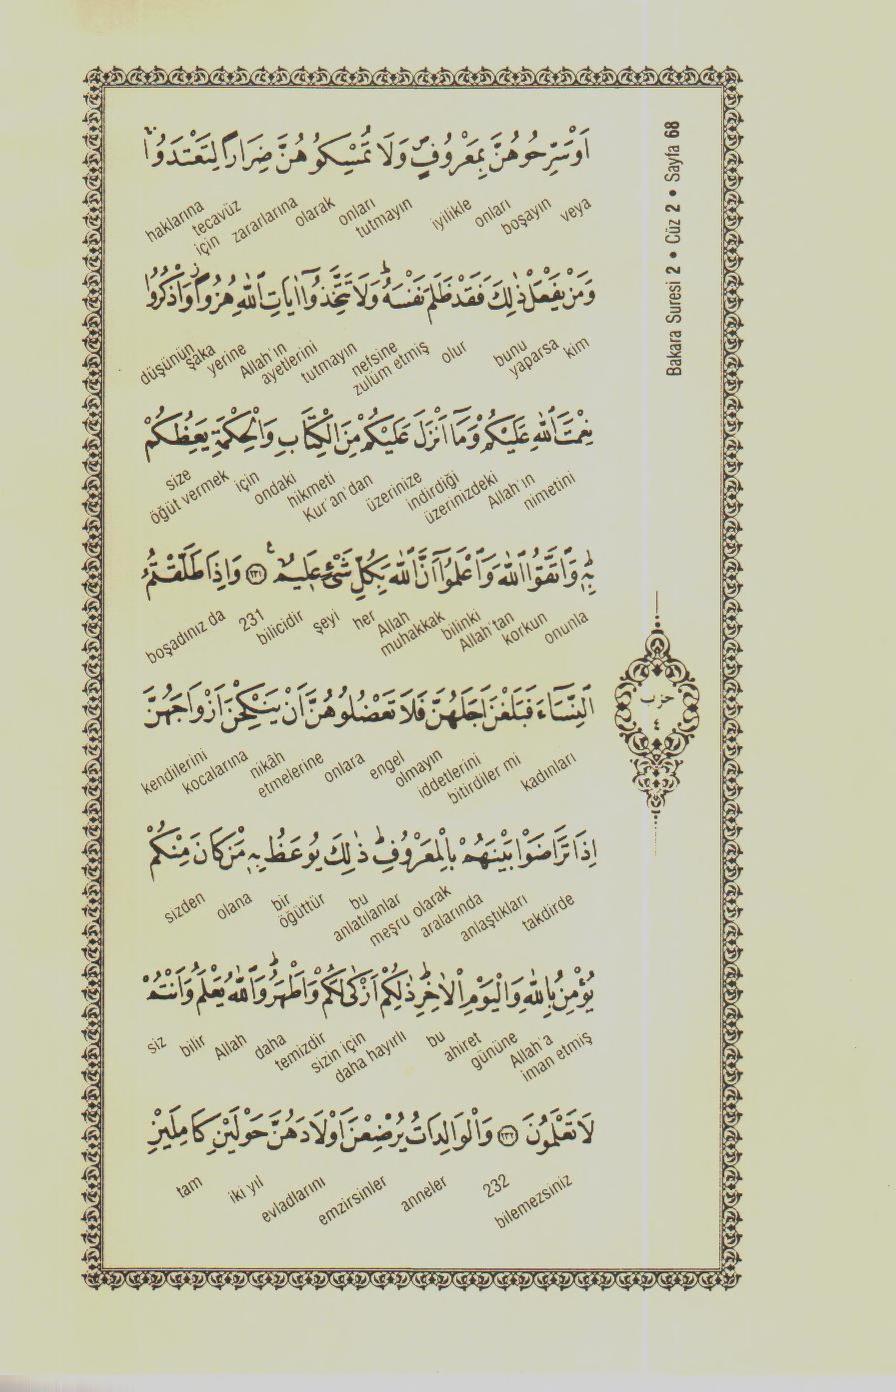 Bakara Suresi 2 • Cüz 2 • Sayfa 68
اَوْ سَرِّحُوهُنَّ بِمَعْرُوفٍ وَلَا تُمْسِكُوهُنَّ ضِرَارًا لِتَعْتَدُوا
veya boşayın onları iyilikle tutmayın onları olarak zararlarına için tecavüz haklarına
وَمَنْ يَفْعَلْ ذٰلِكَ فَقَدْ ظَلَمَ نَفْسَهُ وَلَا تَتَّخِذُوا اٰيَاتِ اللّٰهِ هُزُوًا وَاذْكُرُوا
kim yaparsa bunu olur zulüm etmiş nefsine tutmayın ayetlerini Allah'ın yerine şaka düşünün
نِعْمَتَ اللّٰهِ عَلَيْكُمْ وَمَا اَنْزَلَ عَلَيْكُمْ مِنَ الْكِتَابِ وَالْحِكْمَةِ يَعِظُكُمْ
nimetini Allah'ın üzerinizdeki indirdiği üzerinize Kur'an'dan hikmeti ondaki için öğüt vermek size
بِهِ وَاتَّقُوا اللّٰهَ وَاعْلَمُوا اَنَّ اللّٰهَ بِكُلِّ شَيْءٍ عَلِيمٌ ﴿٢٣١﴾ وَاِذَا طَلَّقْتُمُ
onunla korkun Allah'tan bilinki muhakkak Allah her şeyi bilicidir 231 boşadınız da
النِّسَاءَ فَبَلَغْنَ اَجَلَهُنَّ فَلَا تَعْضُلُوهُنَّ اَنْ يَنْكِحْنَ اَزْوَاجَهُنَّ
kadınları bitirdiler mi iddetlerini olmayın engel onlara etmelerine nikâh kocalarına kendilerini
حزب
٤
اِذَا تَرَاضَوْا بَيْنَهُمْ بِالْمَعْرُوفِ ذٰلِكَ يُوعَظُ بِهِ مَنْ كَانَ مِنْكُمْ
takdirde anlaştıkları aralarında meşru olarak anlatılanlar bu öğüttür bir olana sizden
يُؤْمِنُ بِاللّٰهِ وَالْيَوْمِ الْاٰخِرِ ذٰلِكُمْ اَزْكٰى لَكُمْ وَاَطْهَرُ وَاللّٰهُ يَعْلَمُ وَاَنْتُمْ
iman etmiş Allah'a gününe ahiret bu daha hayırlı sizin için temizdir daha Allah bilir siz
لَا تَعْلَمُونَ ﴿٢٣٢﴾ وَالْوَالِدَاتُ يُرْضِعْنَ اَوْلَادَهُنَّ حَوْلَيْنِ كَامِلَيْنِ
bilemezsiniz 232 anneler emzirsinler evladlarını iki yıl tam